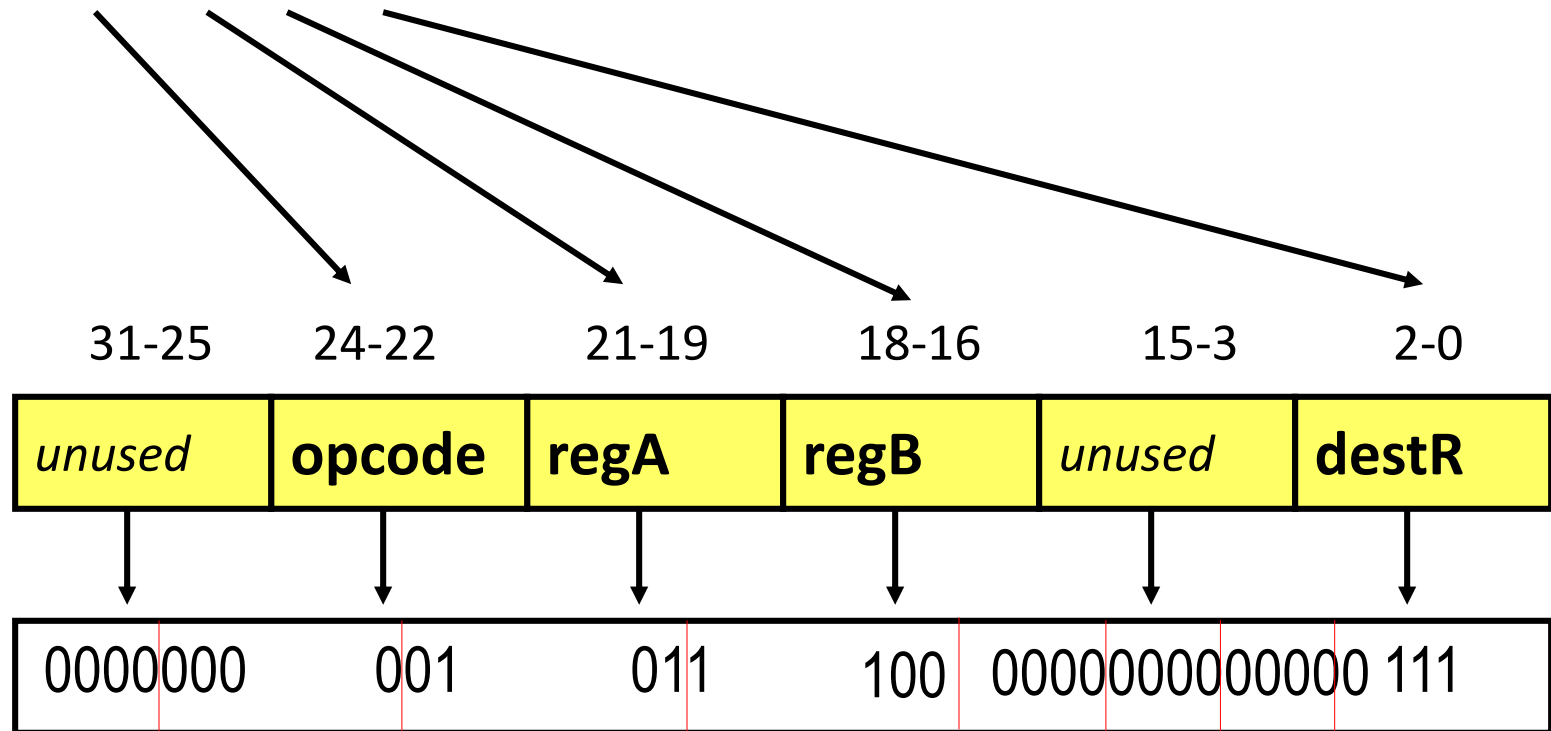 31-25 24-22 21-19 18-16 15-3 2-0
unused opcode regA regB unused destR
0000000 001 011 100 0000000000000 111